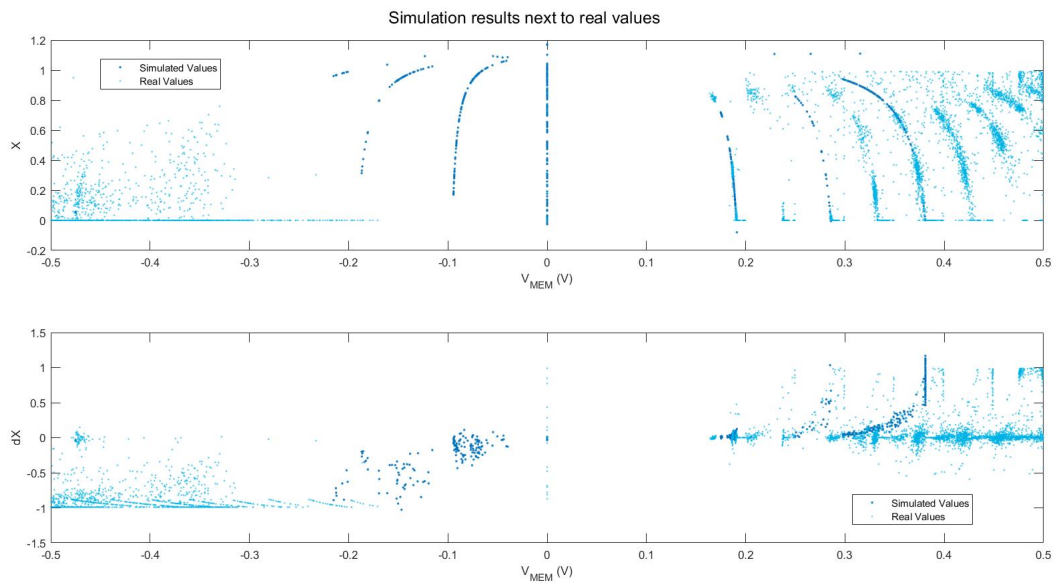 Simulation results next to real values
1.2
1
0.8
0.6
0.4
0.2
0
-0.2
X
Simulated Values
Real Values
-0.5 -0.4 -0.3 -0.2 -0.1 0 0.1 0.2 0.3 0.4 0.5
V_MEM (V)
1.5
1
0.5
0
-0.5
-1
-1.5
dX
Simulated Values
Real Values
-0.5 -0.4 -0.3 -0.2 -0.1 0 0.1 0.2 0.3 0.4 0.5
V_MEM (V)